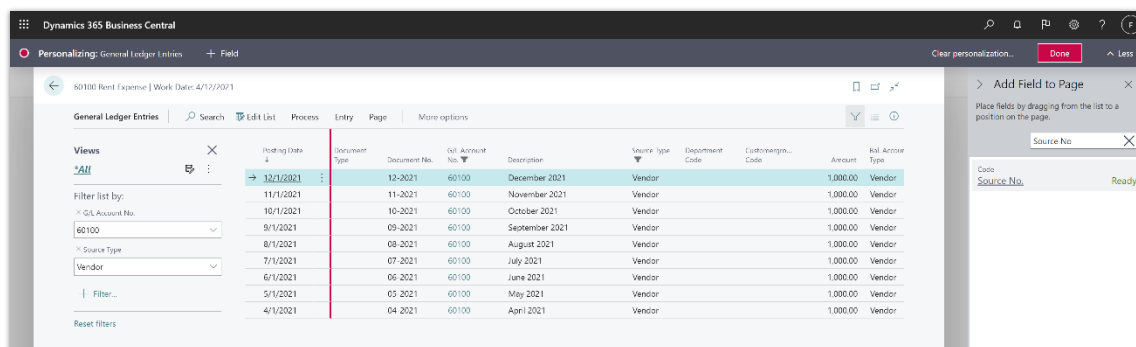 Dynamics 365 Business Central
?
F
Personalizing: General Ledger Entries
+ Field
Clear personalization...
Done
Less
60100 Rent Expense | Work Date: 4/12/2021
General Ledger Entries
Search
Edit List
Process
Entry
Page
More options
Views
*All
Filter list by:
× G/L Account No.
60100
× Source Type
Vendor
+ Filter...
Reset filters
Posting Date ↓ Document Type Document No. G/L Account No. Description Source Type Department Code Customergro... Code Amount Bal. Accour Type
→ 12/1/2021 12-2021 60100 December 2021 Vendor 1,000.00 Vendor
11/1/2021 11-2021 60100 November 2021 Vendor 1,000.00 Vendor
10/1/2021 10-2021 60100 October 2021 Vendor 1,000.00 Vendor
9/1/2021 09-2021 60100 September 2021 Vendor 1,000.00 Vendor
8/1/2021 08-2021 60100 August 2021 Vendor 1,000.00 Vendor
7/1/2021 07-2021 60100 July 2021 Vendor 1,000.00 Vendor
6/1/2021 06-2021 60100 June 2021 Vendor 1,000.00 Vendor
5/1/2021 05-2021 60100 May 2021 Vendor 1,000.00 Vendor
4/1/2021 04-2021 60100 April 2021 Vendor 1,000.00 Vendor
Add Field to Page
Place fields by dragging from the list to a
position on the page.
Source No
Code
Source No.
Ready